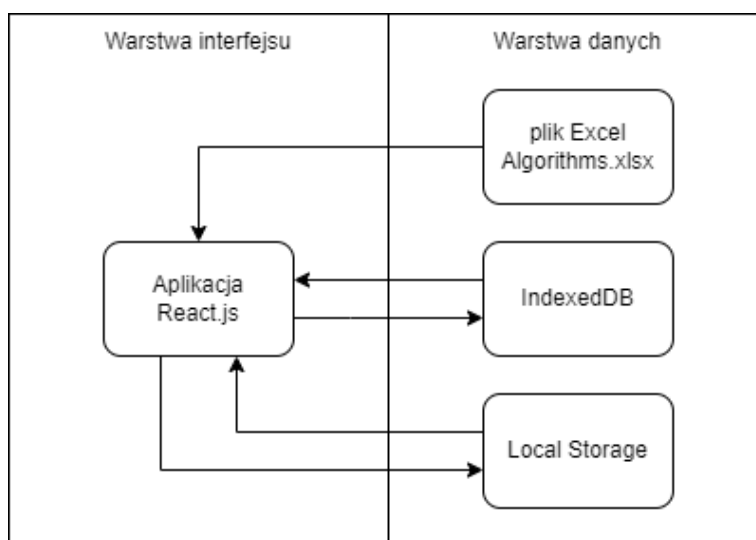 Warstwa interfejsu
Warstwa danych
plik Excel
Algorithms.xlsx
Aplikacja
React.js
IndexedDB
Local Storage